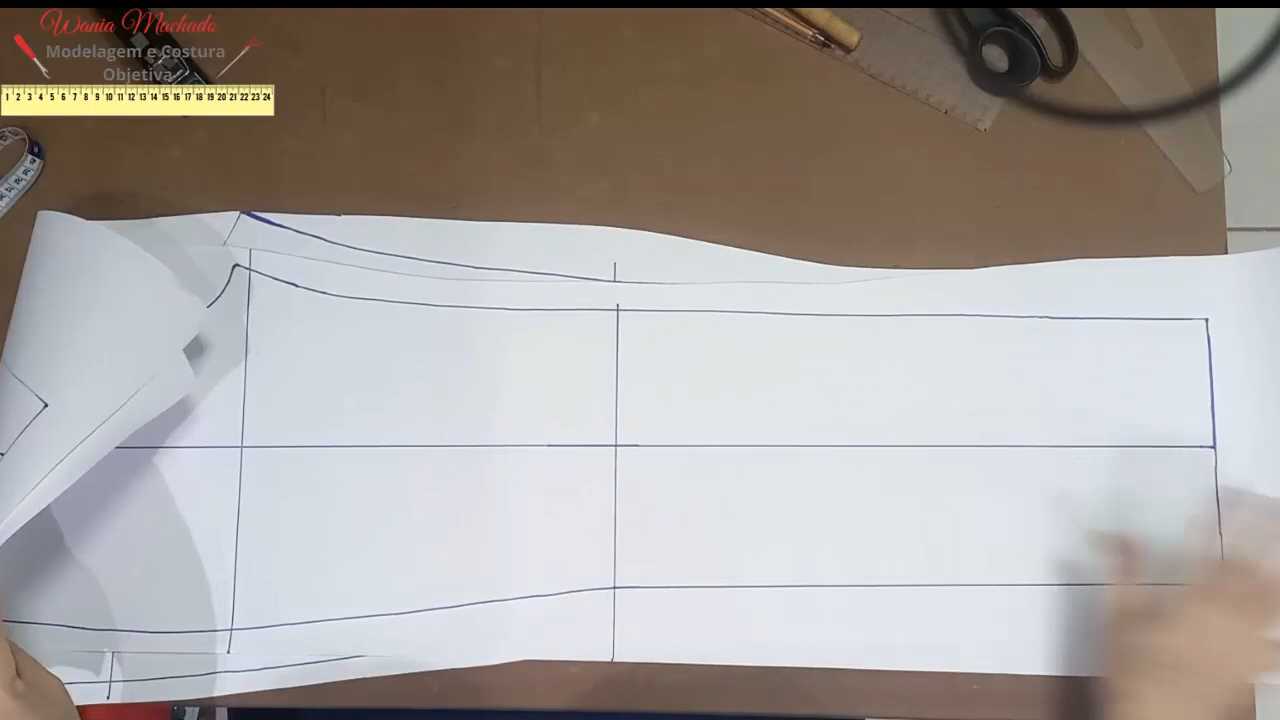 Wania Machado
Modelagem e Costura
Objetiva
1 2 3 4 5 6 7 8 9 10 11 12 13 14 15 16 17 18 19 20 21 22 23 24